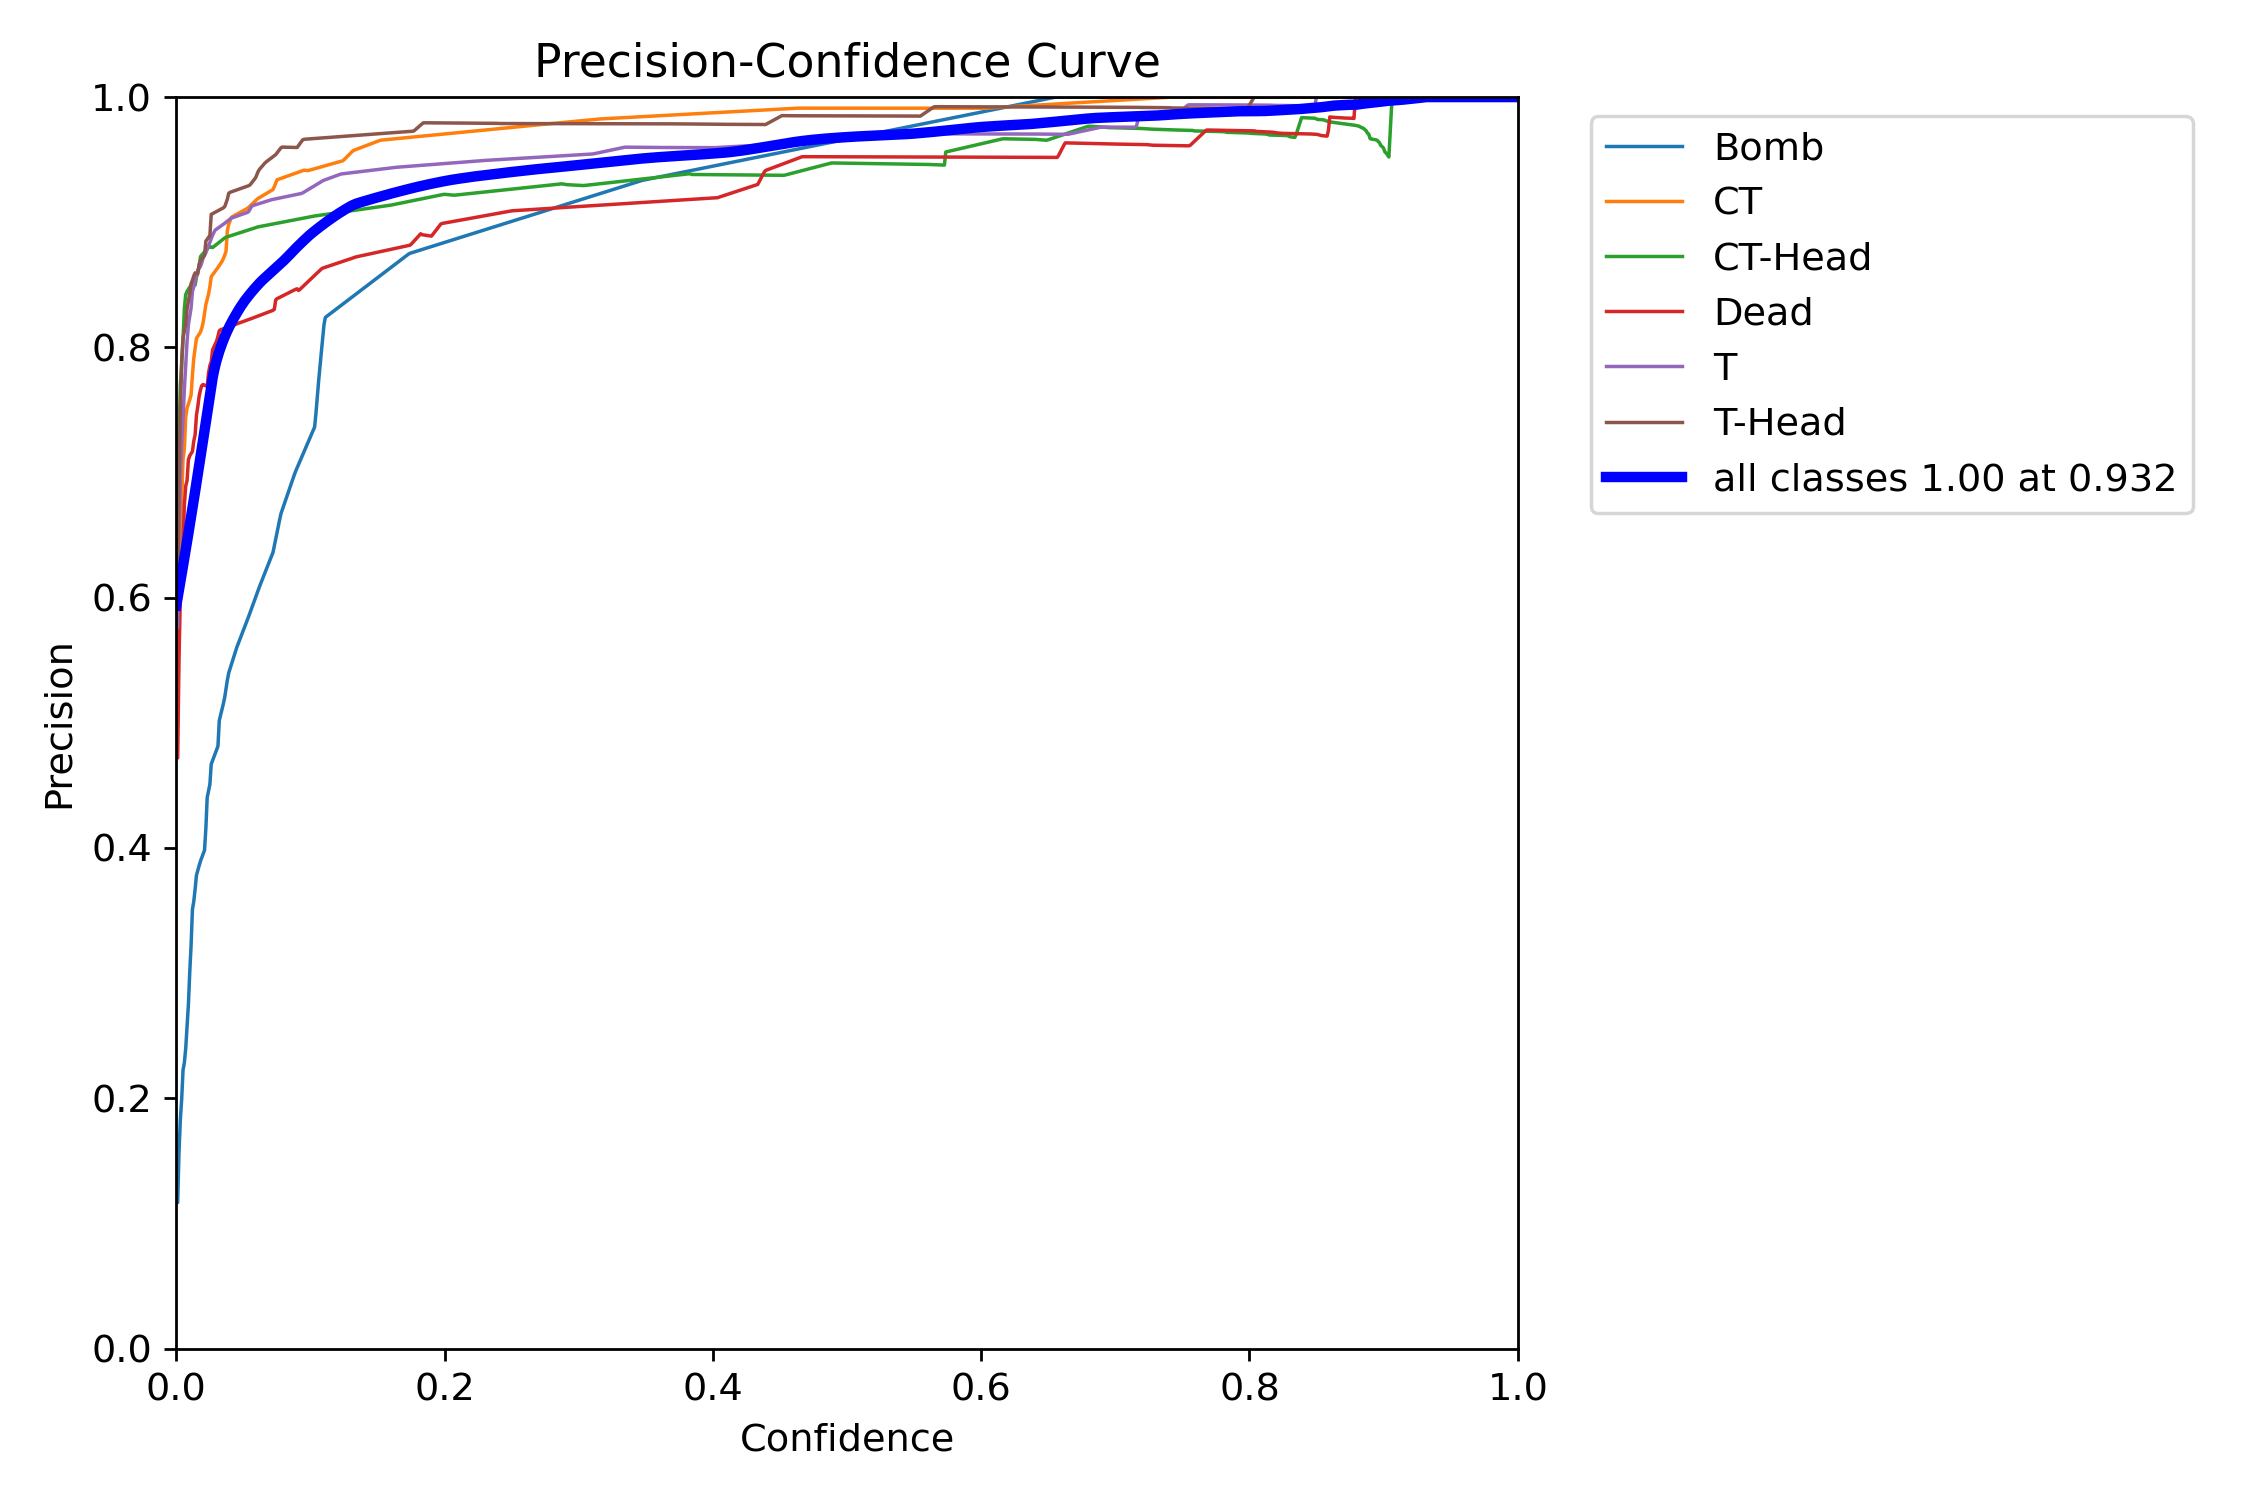 Precision-Confidence Curve
1.0
0.8
0.6
0.4
0.2
0.0
Precision
0.0 0.2 0.4 0.6 0.8 1.0
Confidence
Bomb
CT
CT-Head
Dead
T
T-Head
all classes 1.00 at 0.932